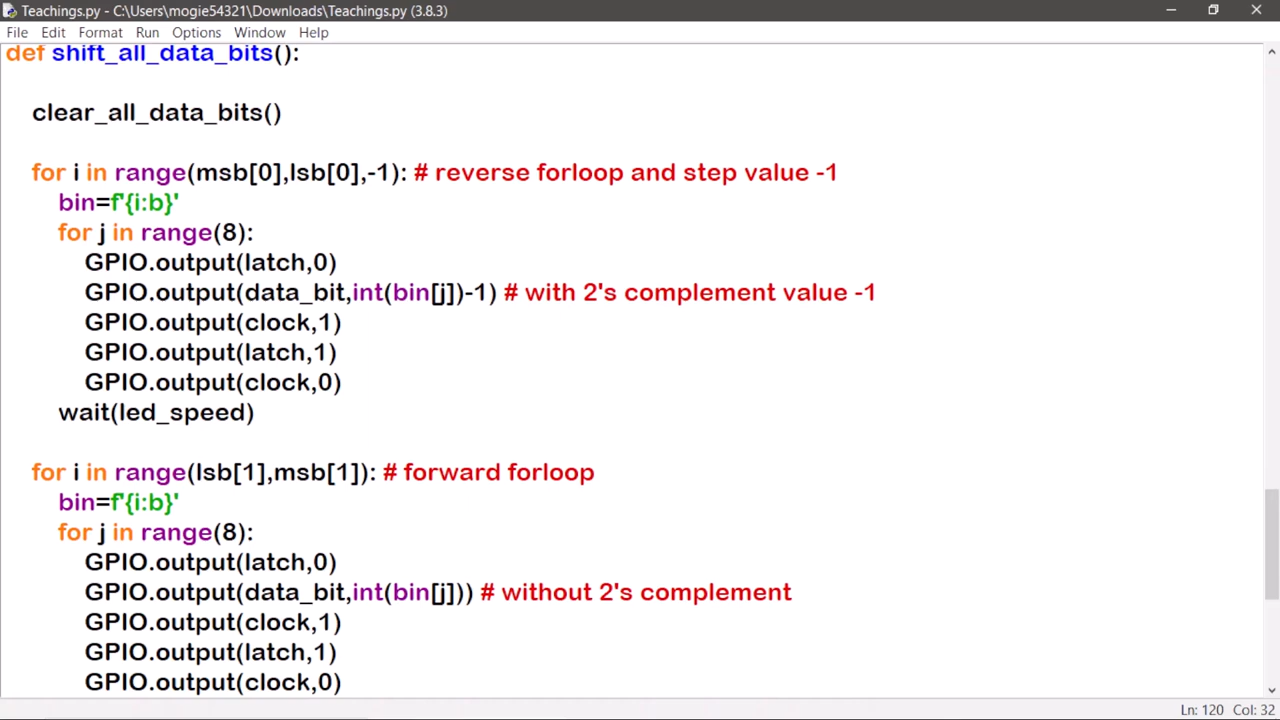 Teachings.py - C:\Users\mogie54321\Downloads\Teachings.py (3.8.3)
File Edit Format Run Options Window Help
def shift_all_data_bits():
clear_all_data_bits()
for i in range(msb[0],lsb[0],-1): # reverse forloop and step value -1
bin=f'{i:b}'
for j in range(8):
GPIO.output(latch,0)
GPIO.output(data_bit,int(bin[j])-1) # with 2's complement value -1
GPIO.output(clock,1)
GPIO.output(latch,1)
GPIO.output(clock,0)
wait(led_speed)
for i in range(lsb[1],msb[1]): # forward forloop
bin=f'{i:b}'
for j in range(8):
GPIO.output(latch,0)
GPIO.output(data_bit,int(bin[j])) # without 2's complement
GPIO.output(clock,1)
GPIO.output(latch,1)
GPIO.output(clock,0)
Ln: 120 Col: 32